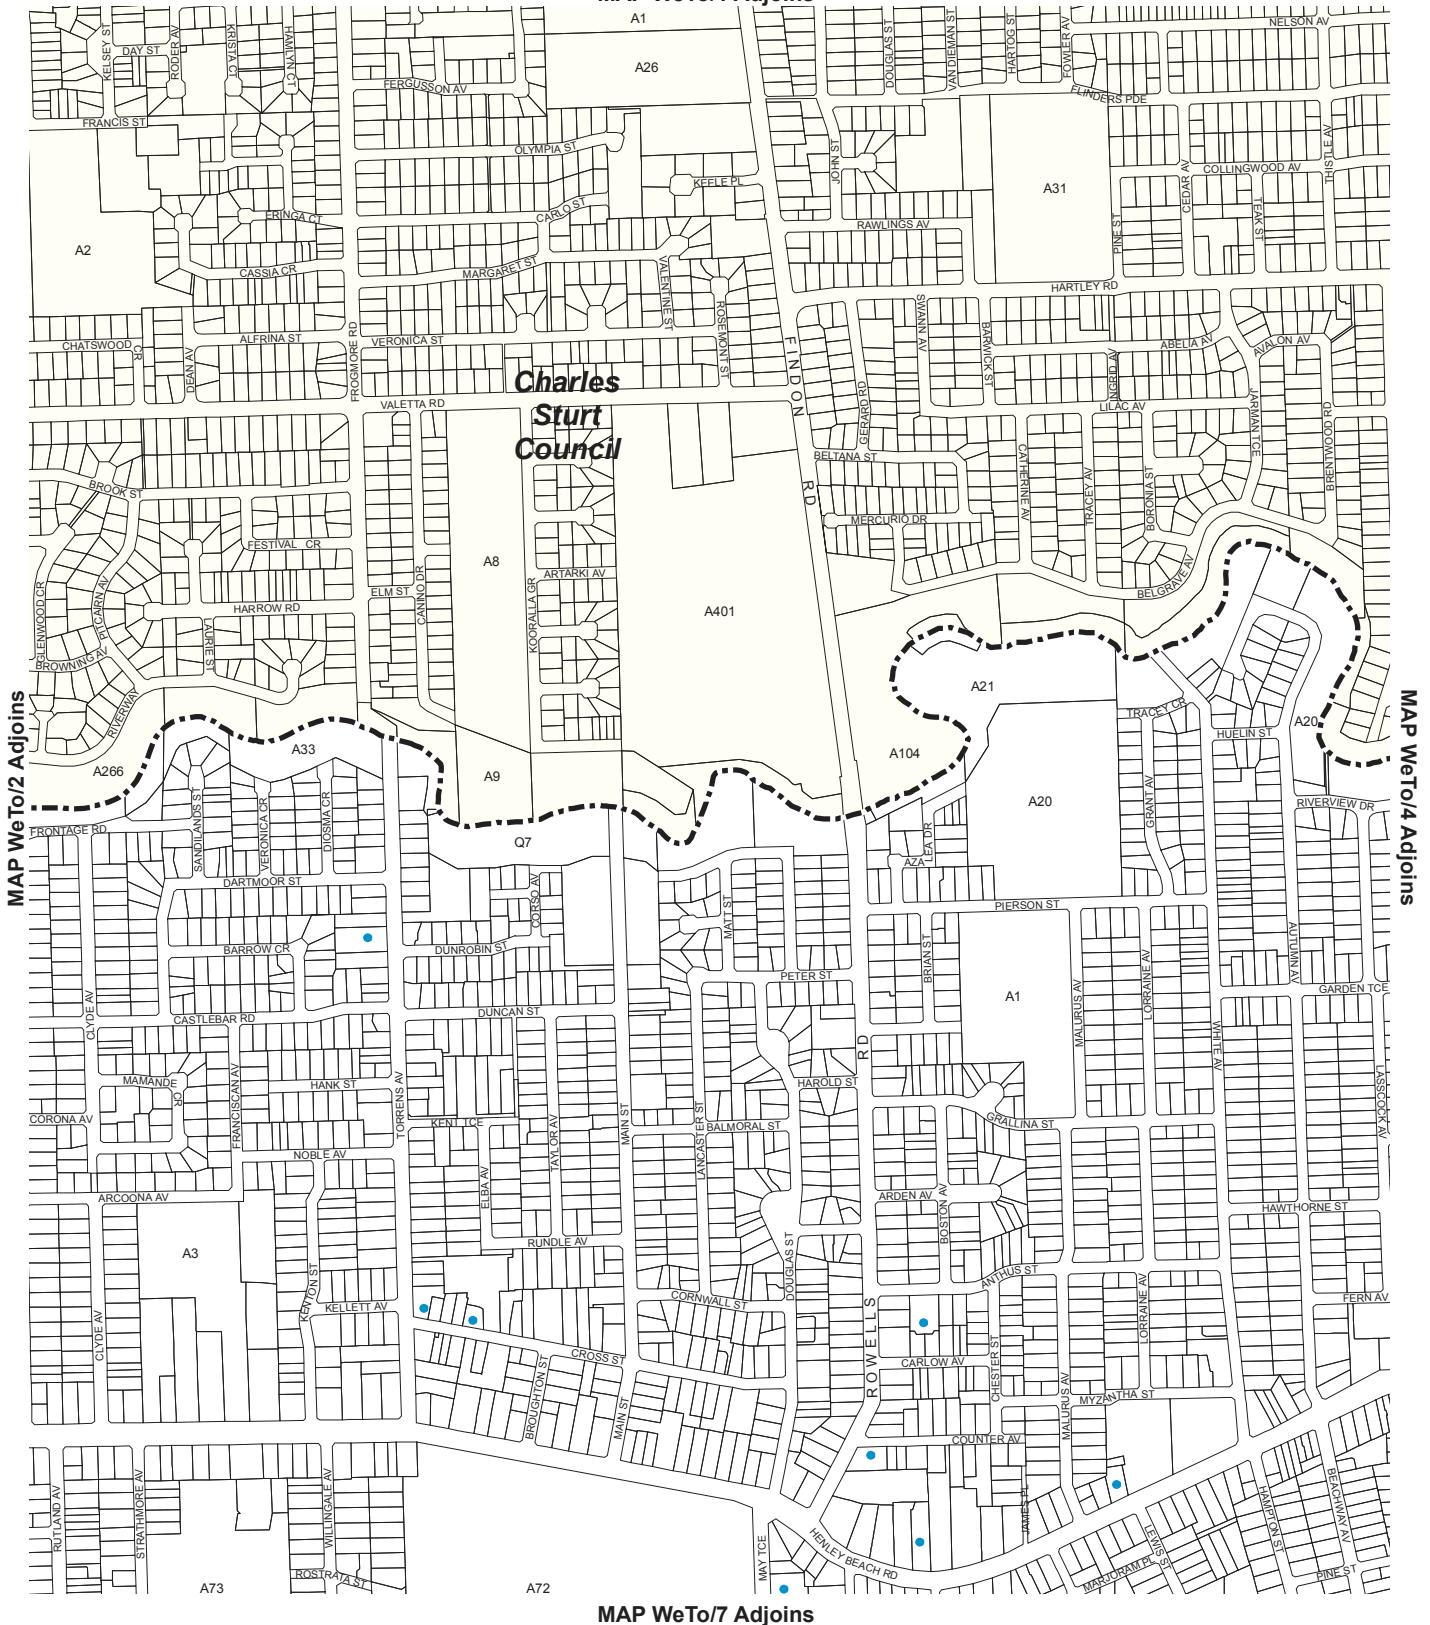 A1
NELSON AV
KELSEY ST
DAY ST
RODER AV
KRISTA CT
HAMLYN CT
DOUGLAS ST
VAN DIEMAN ST
HARTOG ST
FOWLER AV
A26
FERGUSSON AV
FLINDERS PDE
FRANCIS ST
OLYMPIA ST
JOHN ST
COLLINGWOOD AV
THISTLE AV
CEDAR AV
KEELE PL
A31
CARLO ST
ERINGA CT
RAWLINGS AV
PINE ST
TEAK ST
A2
CASSIA CR
MARGARET ST
VALENTINE ST
ROSEMONT ST
HARTLEY RD
SWANN AV
BARWICK ST
CHATSWOOD
CR
DEAN AV
ALFRINA ST
FROGMORE RD
VERONICA ST
FINDON RD
GERARD RD
INGRID AV
ABELIA AV
AVALON AV
Charles
Sturt
Council
VALETTA RD
LILAC AV
JARMAN TCE
BRENTWOOD RD
BELTANA ST
CATHERINE AV
TRACEY AV
BORONIA ST
BROOK ST
MERCURIO DR
FESTIVAL CR
A8
ARTARKI AV
KOORALLA GR
ELM ST
CANINO DR
BELGRAVE AV
GLENWOOD CR
PITCAIRN AV
HARROW RD
LAURIE ST
A401
BROWNING AV
RIVERWAY
A21
TRACEY CR
HUELIN ST
A20
MAP WeTo/2 Adjoins
MAP WeTo/4 Adjoins
A266
A33
A9
A104
A20
GRANT AV
RIVERVIEW DR
FRONTAGE RD
SANDILANDS ST
VERONICA CR
DIOSMA CR
Q7
LEA DR
AZA
DARTMOOR ST
CORSO AV
MATT ST
PIERSON ST
BARROW CR
DUNROBIN ST
BRIAN ST
AUTUMN AV
PETER ST
LORRAINE AV
MALURUS AV
GARDEN TCE
A1
CLYDE AV
CASTLEBAR RD
DUNCAN ST
WHITE AV
RD
MAMANDE
CR
FRANCISCAN AV
HANK ST
TORRENS AV
HAROLD ST
LASSCOCK AV
CORONA AV
KENT TCE
TAYLOR AV
MAIN ST
LANCASTER ST
BALMORAL ST
GRALLINA ST
NOBLE AV
ELBA AV
ARCOONA AV
ARDEN AV
BOSTON AV
HAWTHORNE ST
A3
RUNDLE AV
DOUGLAS ST
ANTHUS ST
KENTON ST
KELLETT AV
CORNWALL ST
LORRAINE AV
FERN AV
CLYDE AV
CROSS ST
BROUGHTON ST
MAIN ST
ROWELLS
CARLOW AV
CHESTER ST
MALURUS AV
MYZANTHA ST
COUNTER AV
RUTLAND AV
STRATHMORE AV
WILLINGALE AV
ROSTRATA ST
A73
A72
MAY TCE
HENLEY BEACH RD
JAMES PL
MARJORAM PL
LEWIS ST
HAMPTON ST
BEACHWAY AV
PINE ST
MAP WeTo/7 Adjoins